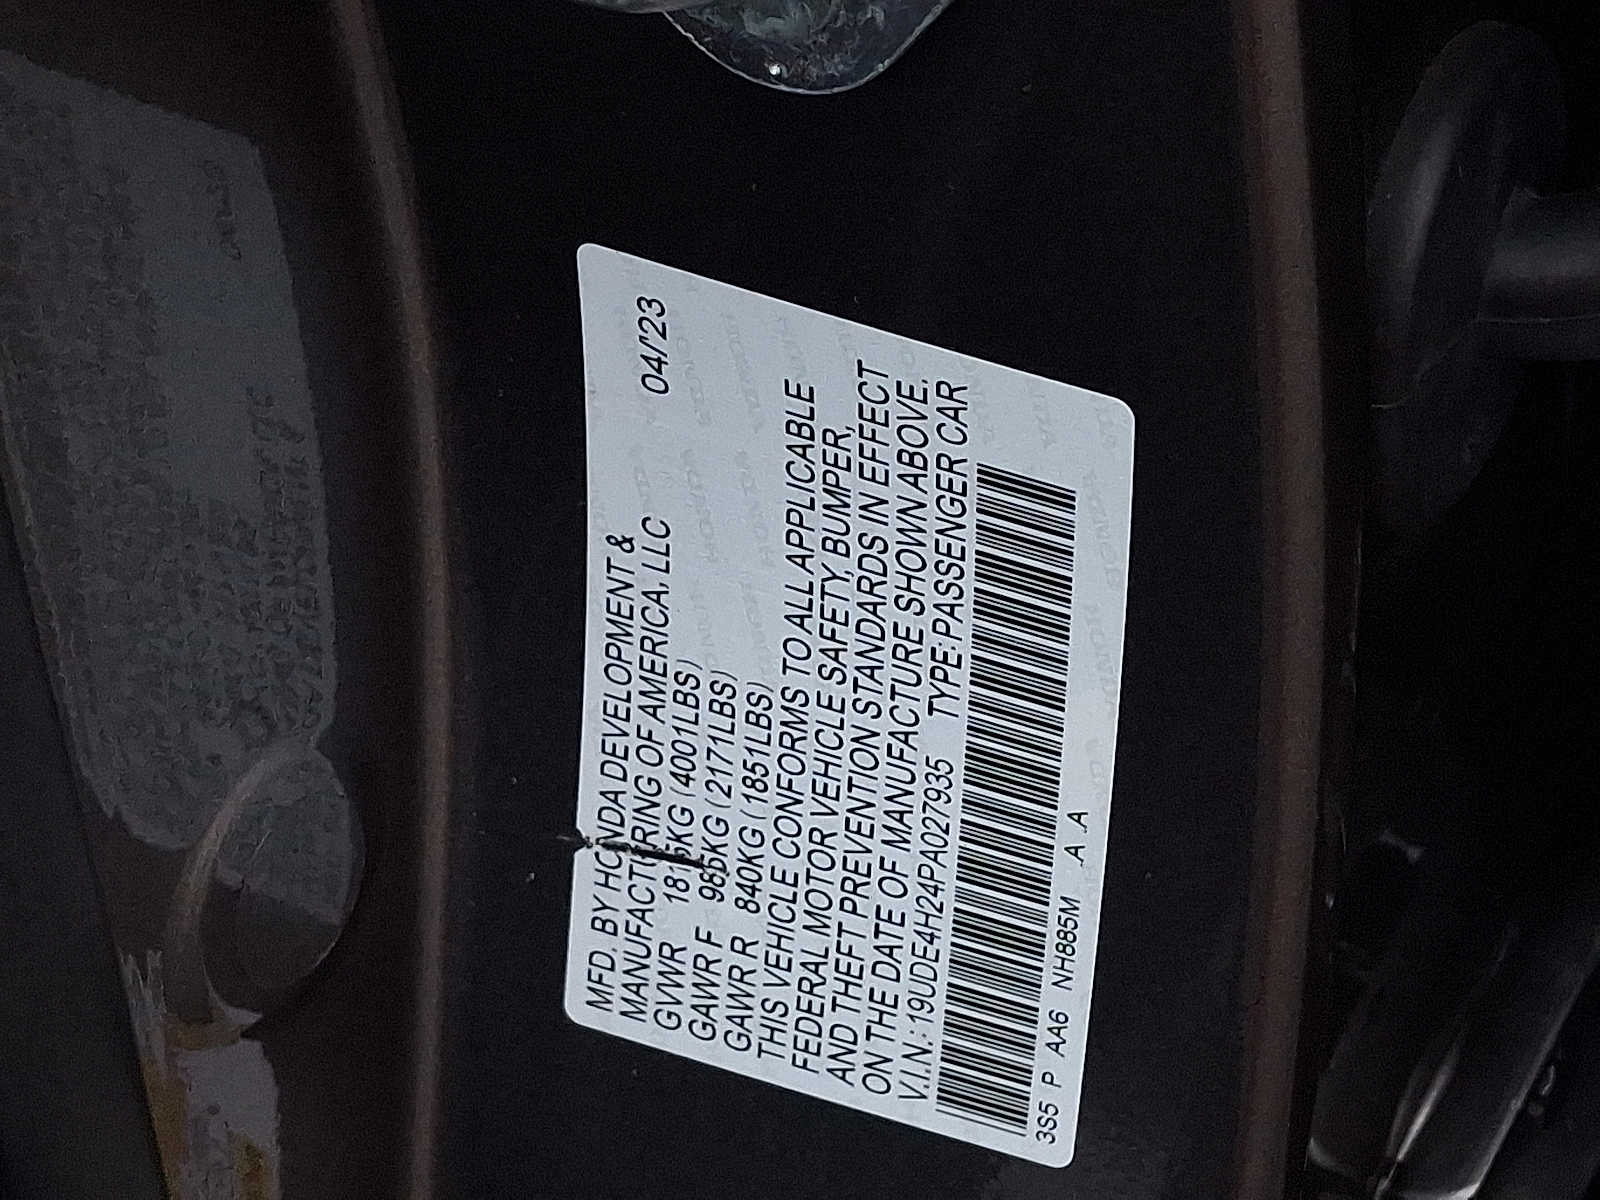 MFD. BY HONDA DEVELOPMENT &
MANUFACTURING OF AMERICA, LLC 04/'23
GVWR 1815KG (4001LBS)
GAWR F 985KG (2171LBS)
GAWR R 840KG (1851LBS)
THIS VEHICLE CONFORMS TO ALL APPLICABLE
FEDERAL MOTOR VEHICLE SAFETY, BUMPER,
AND THEFT PREVENTION STANDARDS IN EFFECT
ON THE DATE OF MANUFACTURE SHOWN ABOVE.
V.I.N.: 19UDE4H24PA027935 TYPE: PASSENGER CAR
3S5 P AA6 NH885M A A